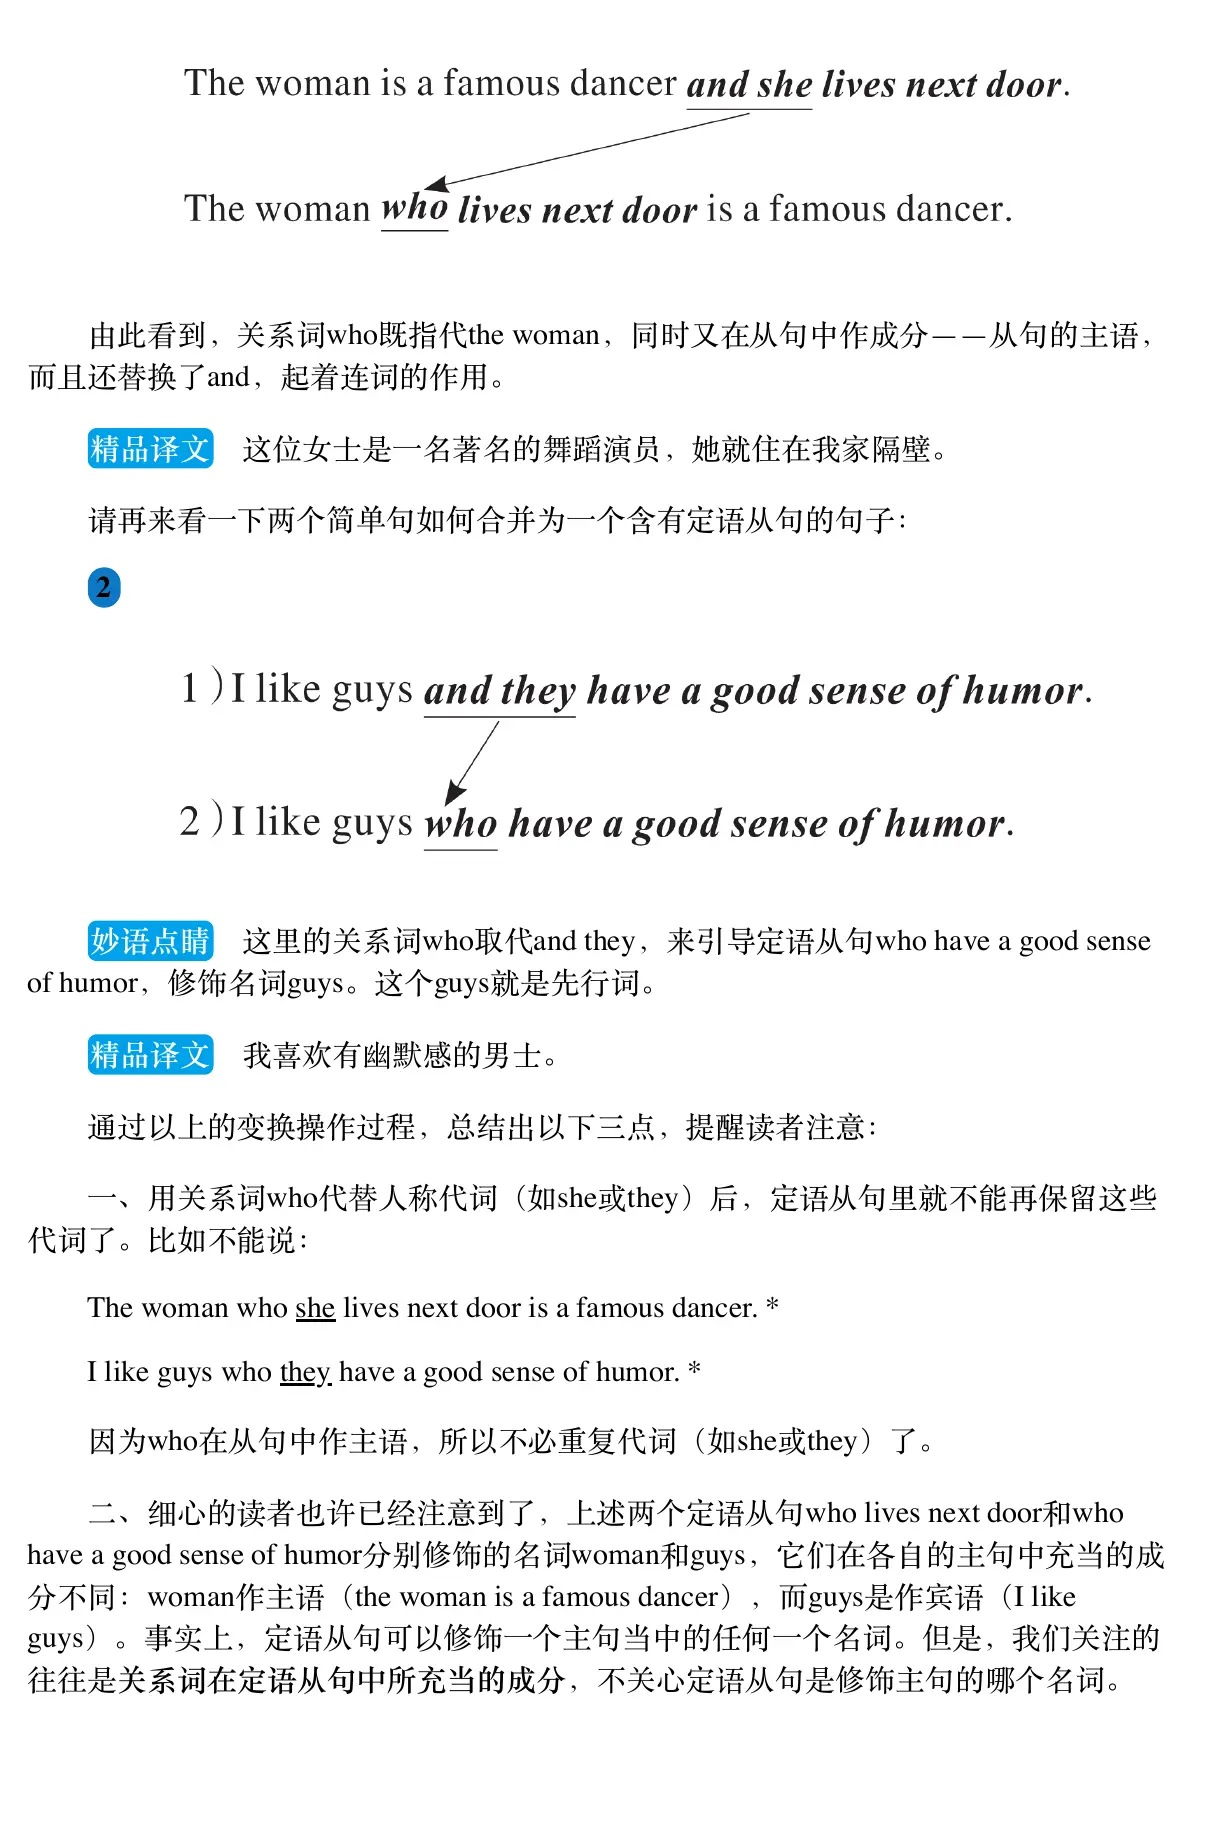 The woman is a famous dancer and she lives next door.
The woman who lives next door is a famous dancer.
由此看到，关系词who既指代the woman，同时又在从句中作成分——从句的主语，
而且还替换了and，起着连词的作用。
精品译文 这位女士是一名著名的舞蹈演员，她就住在我家隔壁。
请再来看一下两个简单句如何合并为一个含有定语从句的句子：
2
1）I like guys and they have a good sense of humor.
2）I like guys who have a good sense of humor.
妙语点睛 这里的关系词who取代and they，来引导定语从句who have a good sense
of humor，修饰名词guys。这个guys就是先行词。
精品译文 我喜欢有幽默感的男士。
通过以上的变换操作过程，总结出以下三点，提醒读者注意：
一、用关系词who代替人称代词（如she或they）后，定语从句里就不能再保留这些
代词了。比如不能说：
The woman who she lives next door is a famous dancer. *
I like guys who they have a good sense of humor. *
因为who在从句中作主语，所以不必重复代词（如she或they）了。
二、细心的读者也许已经注意到了，上述两个定语从句who lives next door和who
have a good sense of humor分别修饰的名词woman和guys，它们在各自的主句中充当的成
分不同：woman作主语（the woman is a famous dancer），而guys是作宾语（I like
guys）。事实上，定语从句可以修饰一个主句当中的任何一个名词。但是，我们关注的
往往是关系词在定语从句中所充当的成分，不关心定语从句是修饰主句的哪个名词。